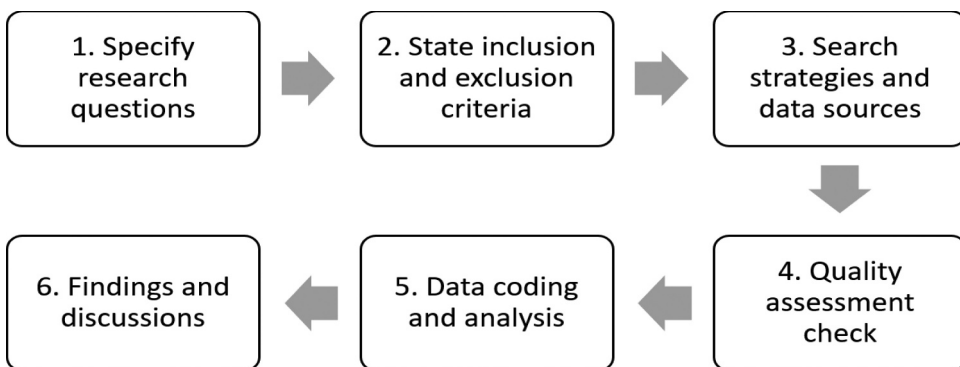 1. Specify
research
questions
2. State inclusion
and exclusion
criteria
3. Search
strategies and
data sources
4. Quality
assessment
check
5. Data coding
and analysis
6. Findings and
discussions